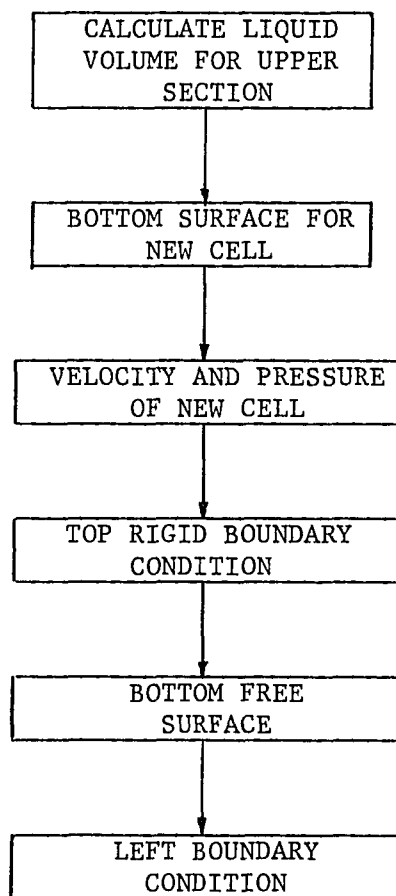 CALCULATE LIQUID
VOLUME FOR UPPER
SECTION
BOTTOM SURFACE FOR
NEW CELL
VELOCITY AND PRESSURE
OF NEW CELL
TOP RIGID BOUNDARY
CONDITION
BOTTOM FREE
SURFACE
LEFT BOUNDARY
CONDITION